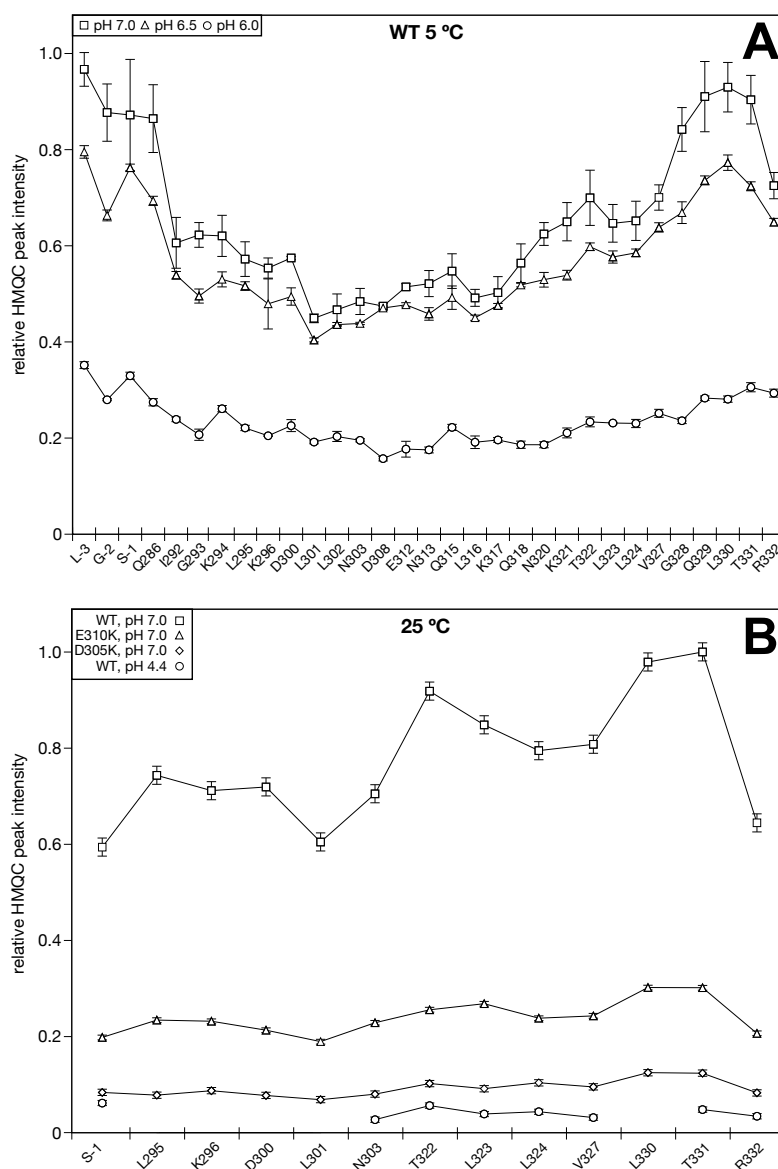 □ pH 7.0 △ pH 6.5 ○ pH 6.0
WT 5 ºC
A
relative HMQC peak intensity
1.0
0.8
0.6
0.4
0.2
0
L-3 G-2 S-1 Q286 I292 G293 K294 L295 K296 D300 L301 L302 N303 D308 E312 N313 Q315 L316 K317 Q318 N320 K321 T322 L323 L324 V327 G328 Q329 L330 T331 R332
WT, pH 7.0 □
E310K, pH 7.0 △
D305K, pH 7.0 ◇
WT, pH 4.4 ○
25 ºC
B
relative HMQC peak intensity
1.0
0.8
0.6
0.4
0.2
0
S-1 L295 K296 D300 L301 N303 T322 L323 L324 V327 L330 T331 R332